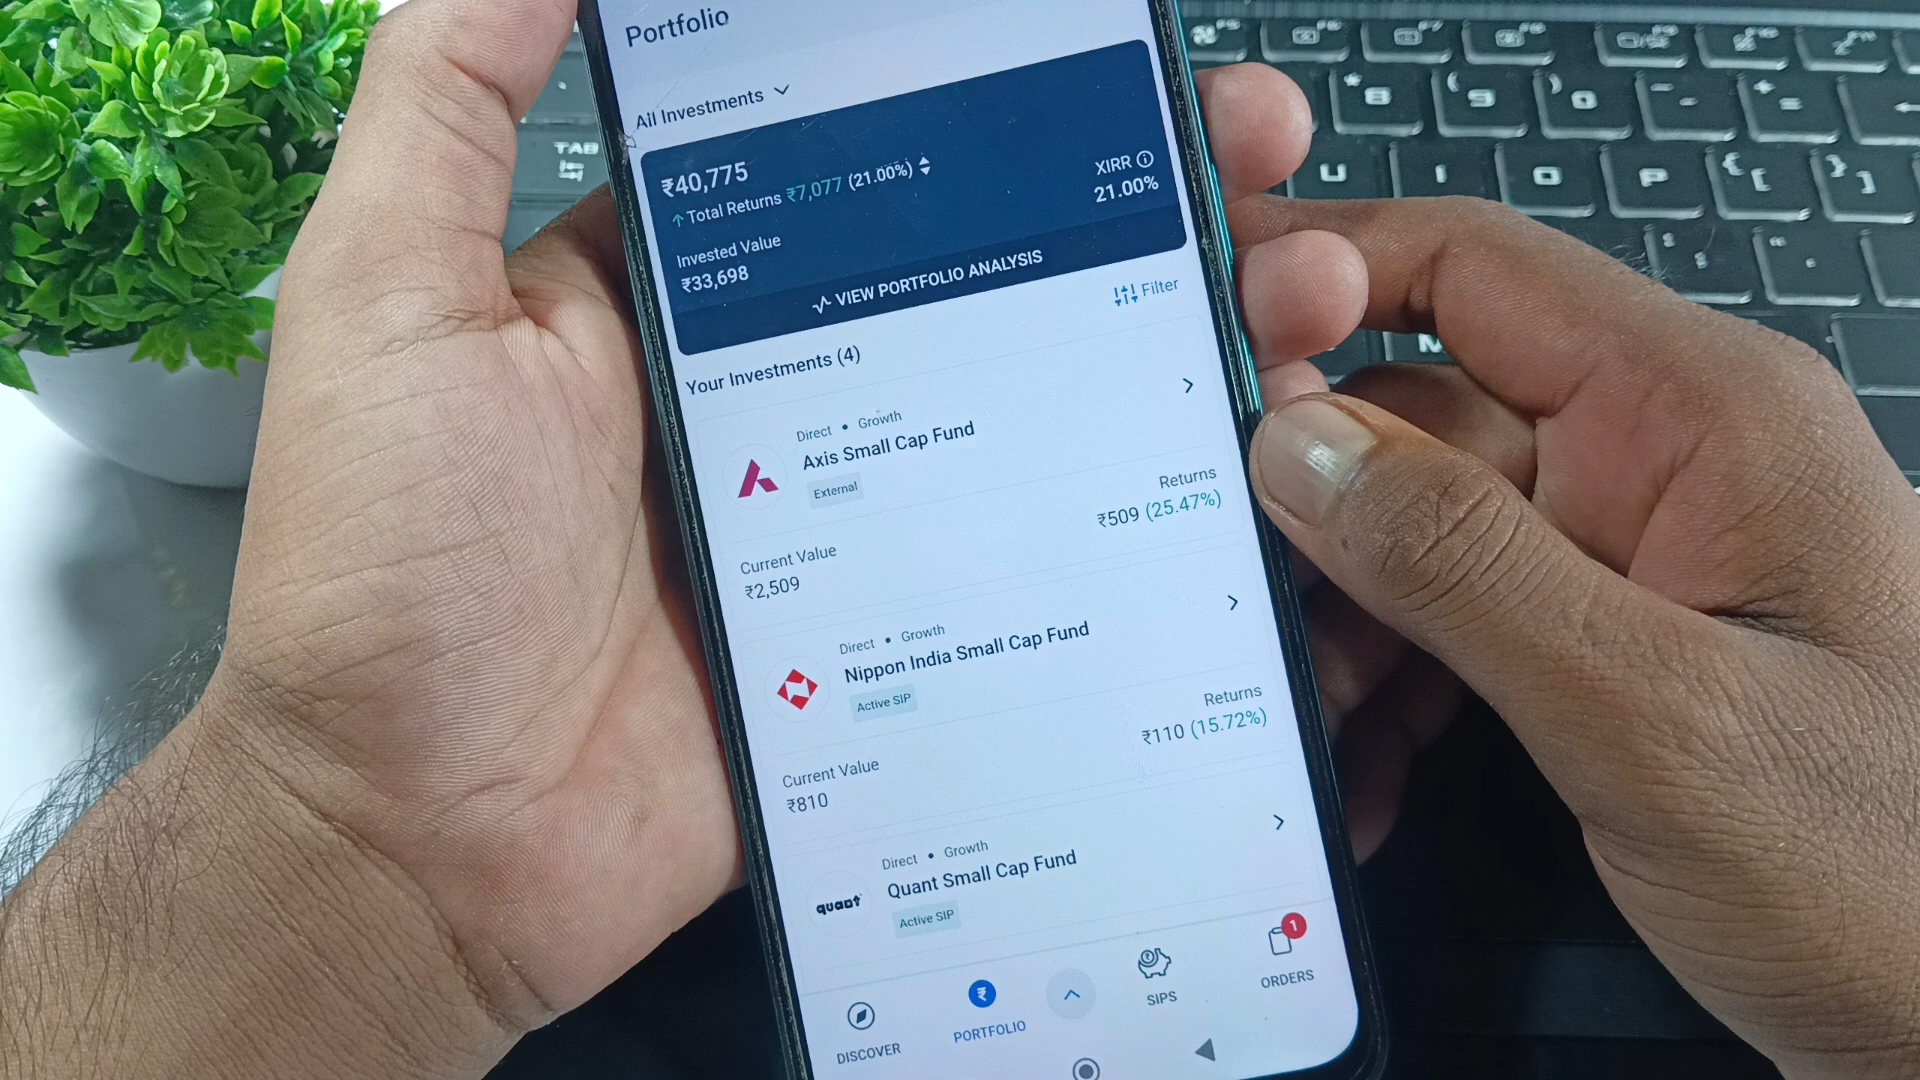 Portfolio
All Investments
₹40,775
Total Returns ₹7,077 (21.00%)
XIRR
21.00%
Invested Value
₹33,698
VIEW PORTFOLIO ANALYSIS
Your Investments (4)
Filter
Direct • Growth
Axis Small Cap Fund
External
Returns
₹509 (25.47%)
Current Value
₹2,509
Direct • Growth
Nippon India Small Cap Fund
Active SIP
Returns
₹110 (15.72%)
Current Value
₹810
Direct • Growth
quant
Quant Small Cap Fund
Active SIP
DISCOVER
₹
PORTFOLIO
SIPS
1
ORDERS
TAB
* 8
( 9
) 0
_ -
+ =
U
I
O
P
{ [
} ]
M